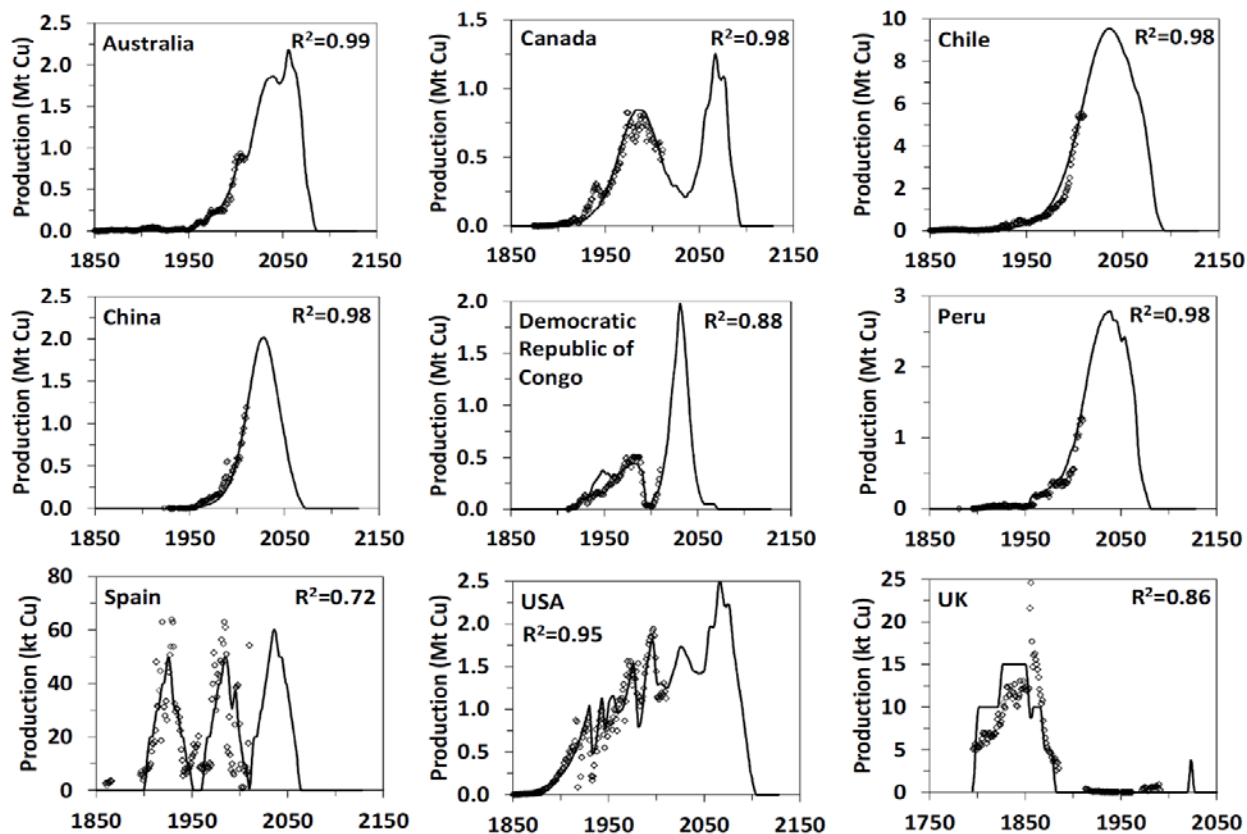 Production (Mt Cu)
2.5
2.0
1.5
1.0
0.5
0.0
Australia
R²=0.99
1850 1950 2050 2150
Production (Mt Cu)
1.5
1.0
0.5
0.0
Canada
R²=0.98
1850 1950 2050 2150
Production (Mt Cu)
10
8
6
4
2
0
Chile
R²=0.98
1850 1950 2050 2150
Production (Mt Cu)
2.5
2.0
1.5
1.0
0.5
0.0
China
R²=0.98
1850 1950 2050 2150
Production (Mt Cu)
2.0
1.5
1.0
0.5
0.0
Democratic
Republic of
Congo
R²=0.88
1850 1950 2050 2150
Production (Mt Cu)
3
2
1
0
Peru
R²=0.98
1850 1950 2050 2150
Production (kt Cu)
80
60
40
20
0
Spain
R²=0.72
1850 1950 2050 2150
Production (Mt Cu)
2.5
2.0
1.5
1.0
0.5
0.0
USA
R²=0.95
1850 1950 2050 2150
Production (kt Cu)
25
20
15
10
5
0
UK
R²=0.86
1750 1850 1950 2050